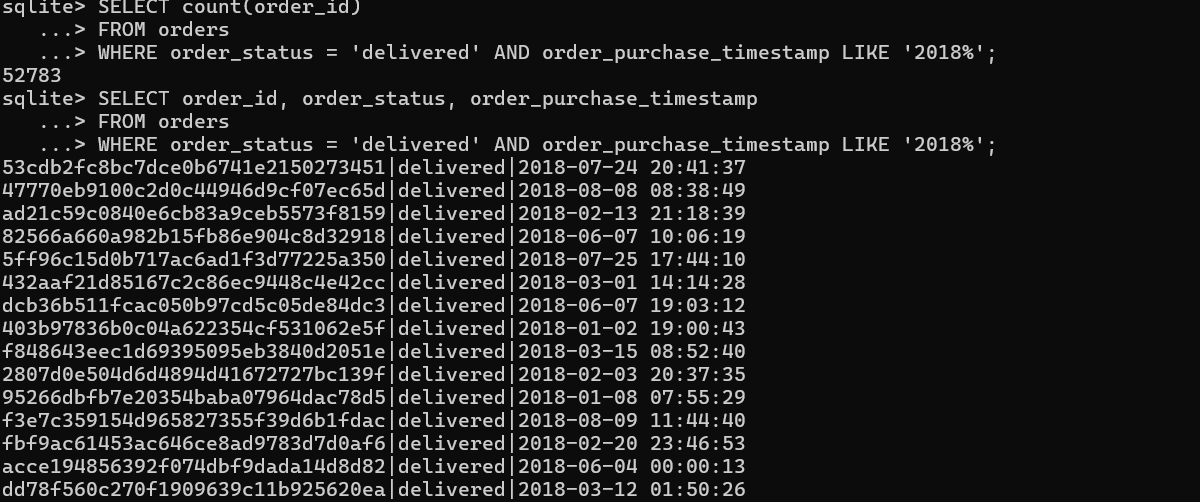 sqlite> SELECT count(order_id)
   ...> FROM orders
   ...> WHERE order_status = 'delivered' AND order_purchase_timestamp LIKE '2018%';
52783
sqlite> SELECT order_id, order_status, order_purchase_timestamp
   ...> FROM orders
   ...> WHERE order_status = 'delivered' AND order_purchase_timestamp LIKE '2018%';
53cdb2fc8bc7dce0b6741e2150273451|delivered|2018-07-24 20:41:37
47770eb9100c2d0c44946d9cf07ec65d|delivered|2018-08-08 08:38:49
ad21c59c0840e6cb83a9ceb5573f8159|delivered|2018-02-13 21:18:39
82566a660a982b15fb86e904c8d32918|delivered|2018-06-07 10:06:19
5ff96c15d0b717ac6ad1f3d77225a350|delivered|2018-07-25 17:44:10
432aaf21d85167c2c86ec9448c4e42cc|delivered|2018-03-01 14:14:28
dcb36b511fcac050b97cd5c05de84dc3|delivered|2018-06-07 19:03:12
403b97836b0c04a622354cf531062e5f|delivered|2018-01-02 19:00:43
f848643eec1d69395095eb3840d2051e|delivered|2018-03-15 08:52:40
2807d0e504d6d4894d41672727bc139f|delivered|2018-02-03 20:37:35
95266dbfb7e20354baba07964dac78d5|delivered|2018-01-08 07:55:29
f3e7c359154d965827355f39d6b1fdac|delivered|2018-08-09 11:44:40
fbf9ac61453ac646ce8ad9783d7d0af6|delivered|2018-02-20 23:46:53
acce194856392f074dbf9dada14d8d82|delivered|2018-06-04 00:00:13
dd78f560c270f1909639c11b925620ea|delivered|2018-03-12 01:50:26